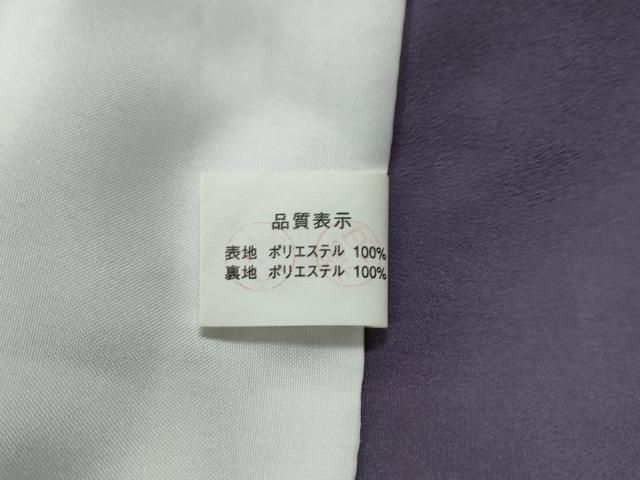 品質表示
表地 ポリエステル 100%
裏地 ポリエステル 100%